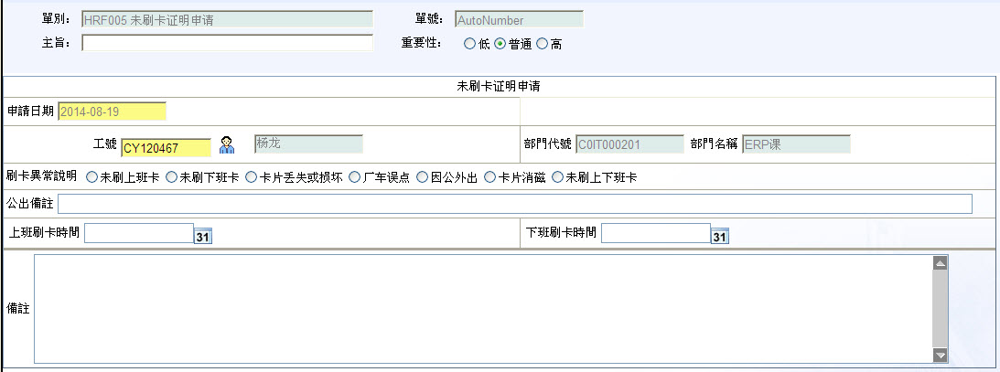 單別： HRF005 未刷卡证明申请 單號： AutoNumber
主旨： 重要性： 低 普通 高
未刷卡证明申请
申請日期 2014-08-19
工號 CY120467 杨龙 部門代號 C0IT000201 部門名稱 ERP课
刷卡異常說明 未刷上班卡 未刷下班卡 卡片丢失或损坏 厂车误点 因公外出 卡片消磁 未刷上下班卡
公出備註
上班刷卡時間 31 下班刷卡時間 31
備註